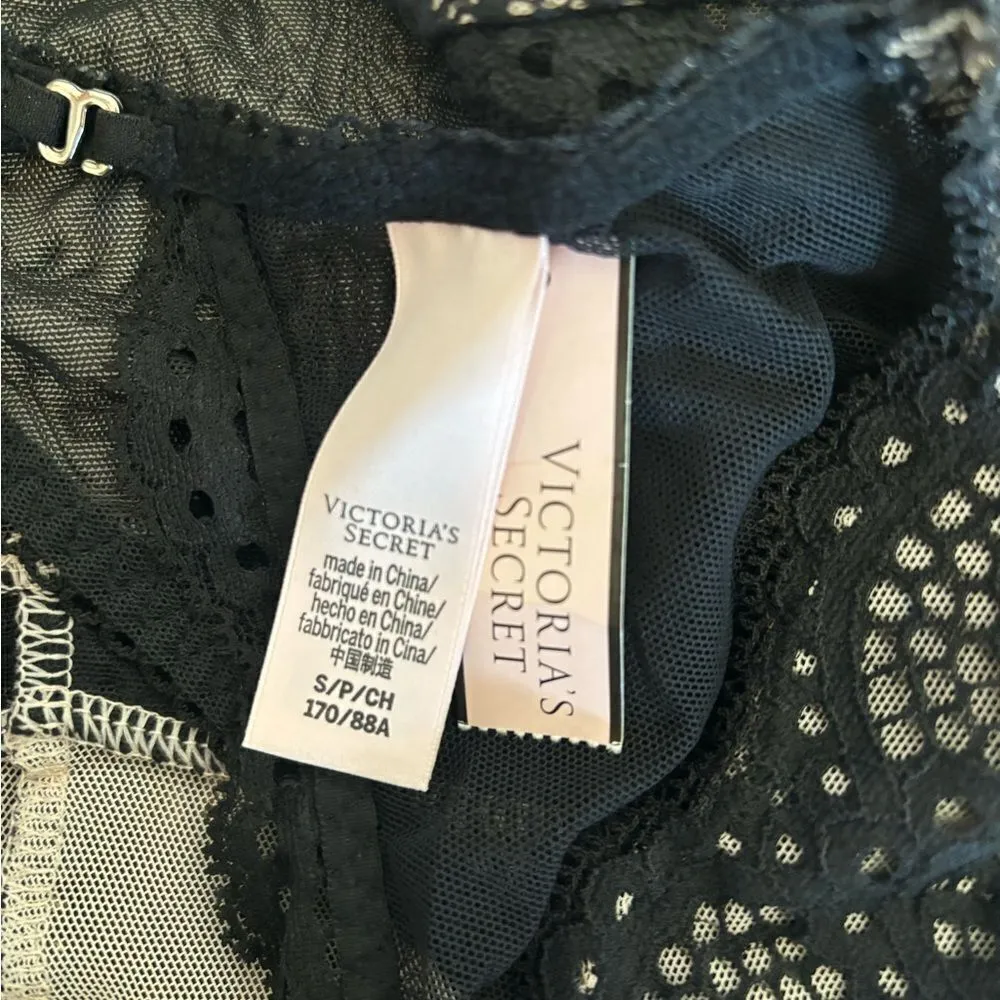 VICTORIA'S
SECRET
made in China/
fabriqué en Chine/
hecho en China/
fabbricato in Cina/
中国制造
S/P/CH
170/88A
VICTORIA'S
SECRET